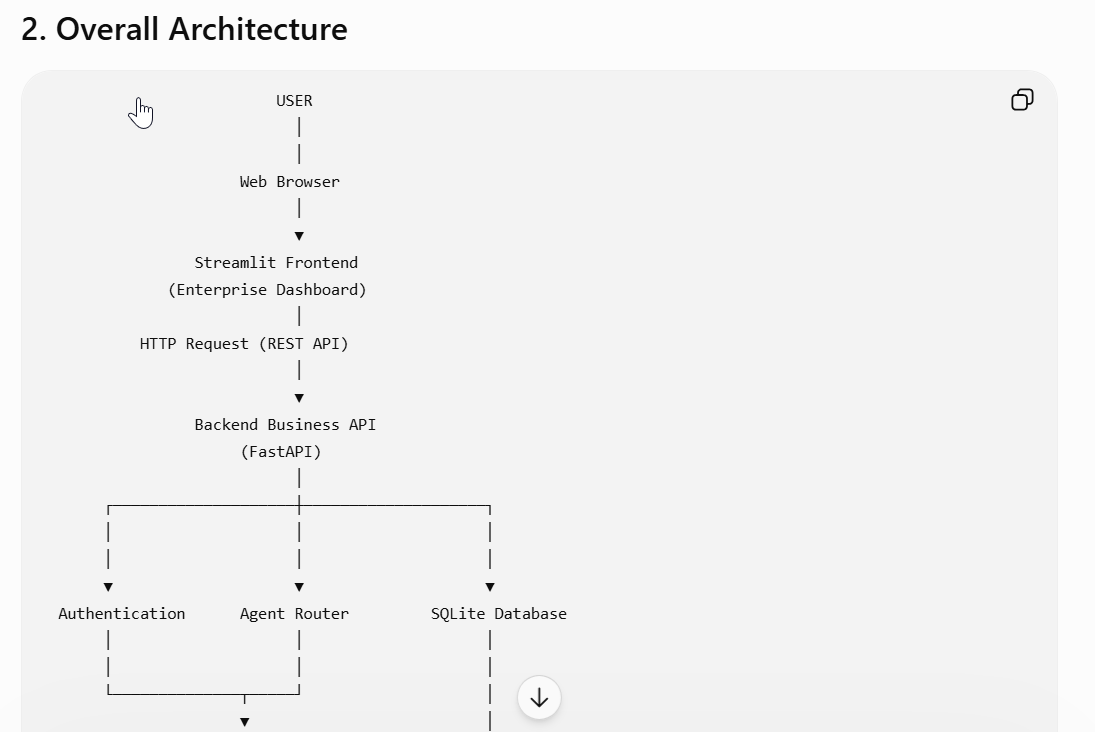 2. Overall Architecture
USER
Web Browser
Streamlit Frontend
(Enterprise Dashboard)
HTTP Request (REST API)
Backend Business API
(FastAPI)
Authentication Agent Router SQLite Database